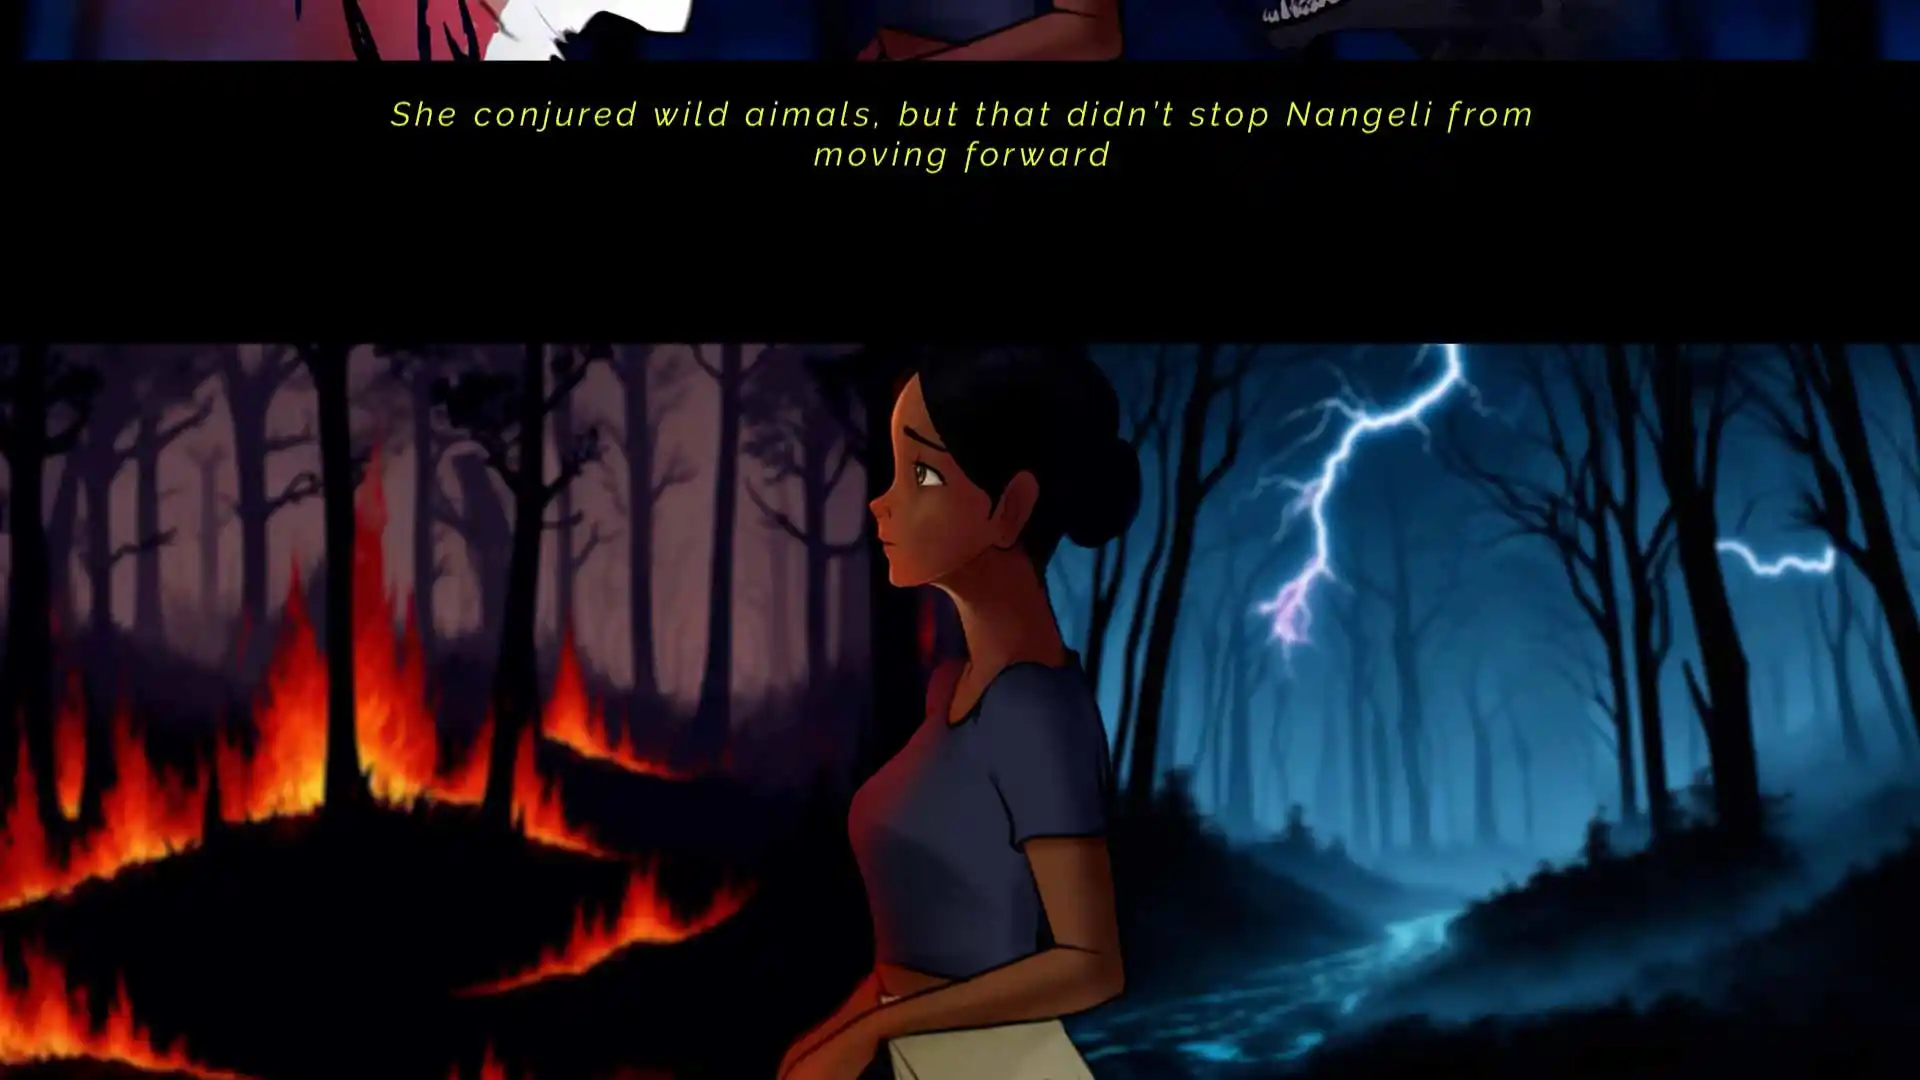 She conjured wild aimals, but that didn't stop Nangeli from
moving forward